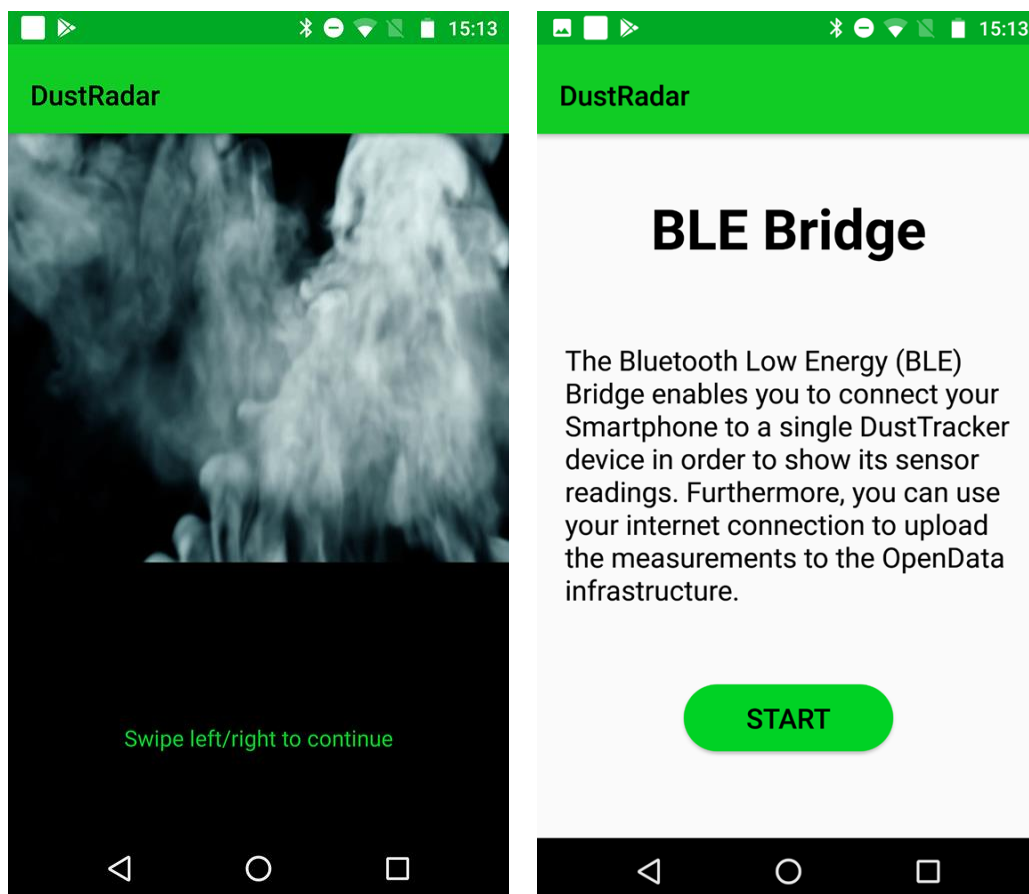 15:13
DustRadar
Swipe left/right to continue
15:13
DustRadar
BLE Bridge
The Bluetooth Low Energy (BLE)
Bridge enables you to connect your
Smartphone to a single DustTracker
device in order to show its sensor
readings. Furthermore, you can use
your internet connection to upload
the measurements to the OpenData
infrastructure.
START